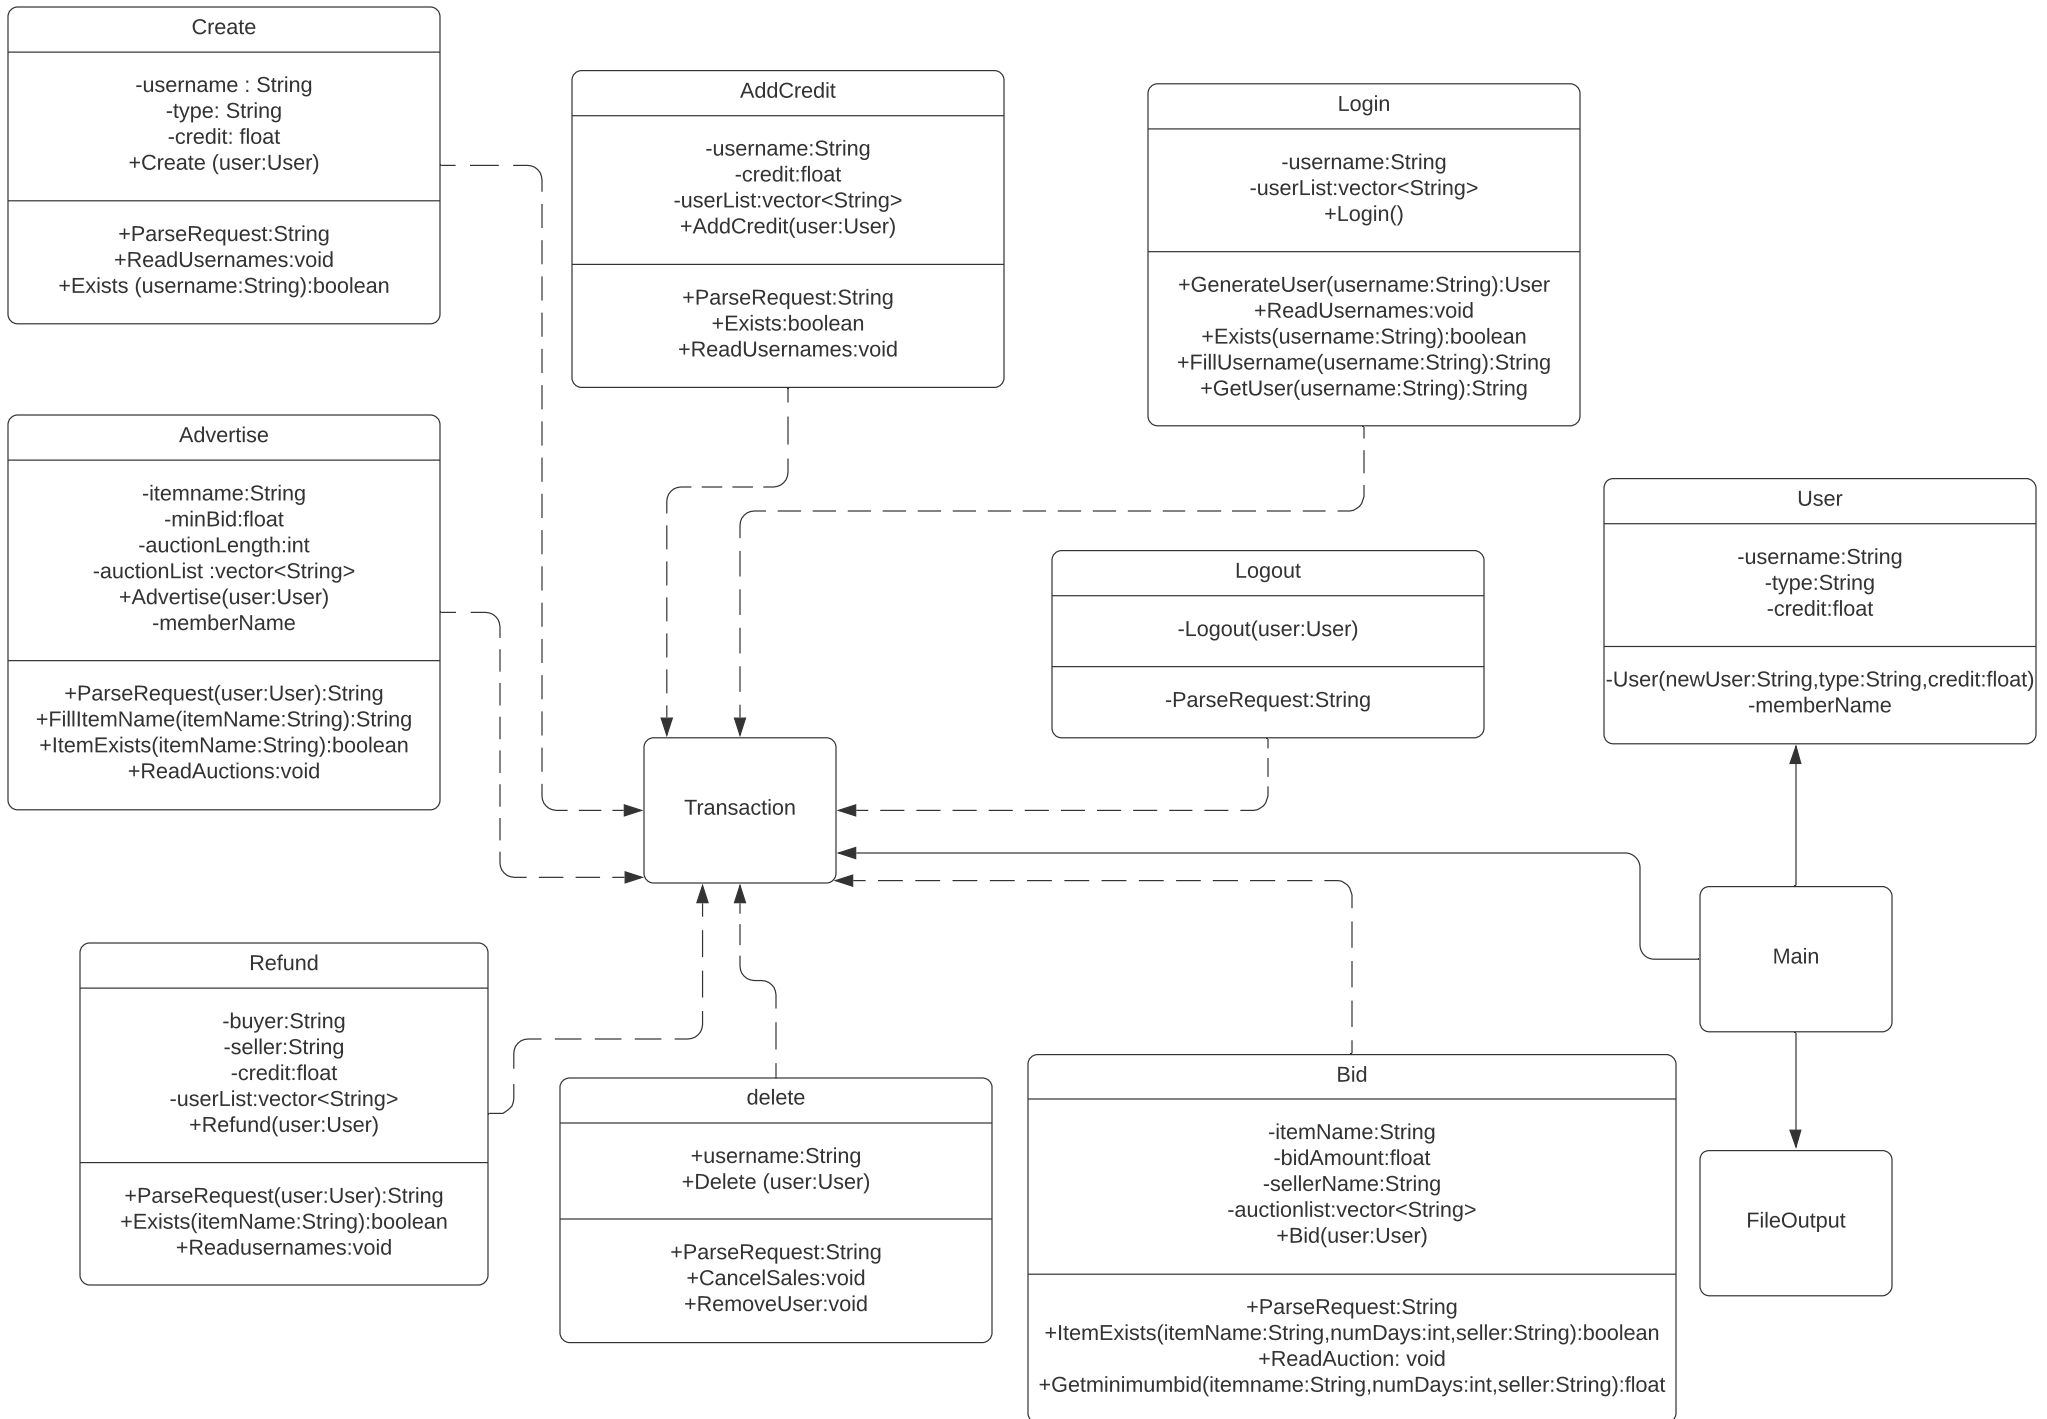 Create
-username : String
-type: String
-credit: float
+Create (user:User)
+ParseRequest:String
+ReadUsernames:void
+Exists (username:String):boolean
AddCredit
-username:String
-credit:float
-userList:vector<String>
+AddCredit(user:User)
+ParseRequest:String
+Exists:boolean
+ReadUsernames:void
Login
-username:String
-userList:vector<String>
+Login()
+GenerateUser(username:String):User
+ReadUsernames:void
+Exists(username:String):boolean
+FillUsername(username:String):String
+GetUser(username:String):String
Advertise
-itemname:String
-minBid:float
-auctionLength:int
-auctionList :vector<String>
+Advertise(user:User)
-memberName
+ParseRequest(user:User):String
+FillItemName(itemName:String):String
+ItemExists(itemName:String):boolean
+ReadAuctions:void
Logout
-Logout(user:User)
-ParseRequest:String
User
-username:String
-type:String
-credit:float
-User(newUser:String,type:String,credit:float)
-memberName
Transaction
Main
Refund
-buyer:String
-seller:String
-credit:float
-userList:vector<String>
+Refund(user:User)
+ParseRequest(user:User):String
+Exists(itemName:String):boolean
+Readusernames:void
delete
+username:String
+Delete (user:User)
+ParseRequest:String
+CancelSales:void
+RemoveUser:void
Bid
-itemName:String
-bidAmount:float
-sellerName:String
-auctionlist:vector<String>
+Bid(user:User)
+ParseRequest:String
+ItemExists(itemName:String,numDays:int,seller:String):boolean
+ReadAuction: void
+Getminimumbid(itemname:String,numDays:int,seller:String):float
FileOutput